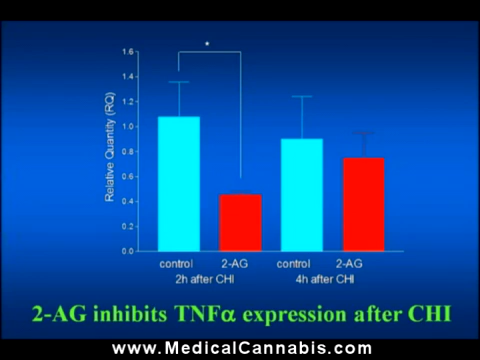 *
1.6
1.4
1.2
1.0
0.8
0.6
0.4
0.2
0.0
Relative Quantity (RQ)
control 2-AG control 2-AG
2h after CHI 4h after CHI
2-AG inhibits TNFα expression after CHI
www.MedicalCannabis.com